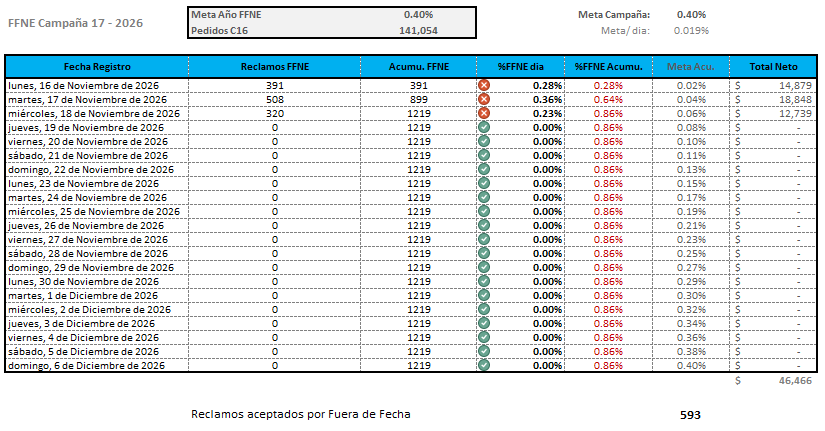 FFNE Campaña 17 - 2026
Meta Año FFNE 0.40%
Pedidos C16 141,054
Meta Campaña: 0.40%
Meta/dia: 0.019%
Fecha Registro Reclamos FFNE Acumu. FFNE %FFNE dia %FFNE Acumu. Meta Acu. Total Neto
lunes, 16 de Noviembre de 2026 391 391 0.28% 0.28% 0.02% $ 14,879
martes, 17 de Noviembre de 2026 508 899 0.36% 0.64% 0.04% $ 18,848
miércoles, 18 de Noviembre de 2026 320 1219 0.23% 0.86% 0.06% $ 12,739
jueves, 19 de Noviembre de 2026 0 1219 0.00% 0.86% 0.08% $ -
viernes, 20 de Noviembre de 2026 0 1219 0.00% 0.86% 0.10% $ -
sábado, 21 de Noviembre de 2026 0 1219 0.00% 0.86% 0.11% $ -
domingo, 22 de Noviembre de 2026 0 1219 0.00% 0.86% 0.13% $ -
lunes, 23 de Noviembre de 2026 0 1219 0.00% 0.86% 0.15% $ -
martes, 24 de Noviembre de 2026 0 1219 0.00% 0.86% 0.17% $ -
miércoles, 25 de Noviembre de 2026 0 1219 0.00% 0.86% 0.19% $ -
jueves, 26 de Noviembre de 2026 0 1219 0.00% 0.86% 0.21% $ -
viernes, 27 de Noviembre de 2026 0 1219 0.00% 0.86% 0.23% $ -
sábado, 28 de Noviembre de 2026 0 1219 0.00% 0.86% 0.25% $ -
domingo, 29 de Noviembre de 2026 0 1219 0.00% 0.86% 0.27% $ -
lunes, 30 de Noviembre de 2026 0 1219 0.00% 0.86% 0.29% $ -
martes, 1 de Diciembre de 2026 0 1219 0.00% 0.86% 0.30% $ -
miércoles, 2 de Diciembre de 2026 0 1219 0.00% 0.86% 0.32% $ -
jueves, 3 de Diciembre de 2026 0 1219 0.00% 0.86% 0.34% $ -
viernes, 4 de Diciembre de 2026 0 1219 0.00% 0.86% 0.36% $ -
sábado, 5 de Diciembre de 2026 0 1219 0.00% 0.86% 0.38% $ -
domingo, 6 de Diciembre de 2026 0 1219 0.00% 0.86% 0.40% $ -
$ 46,466
Reclamos aceptados por Fuera de Fecha 593